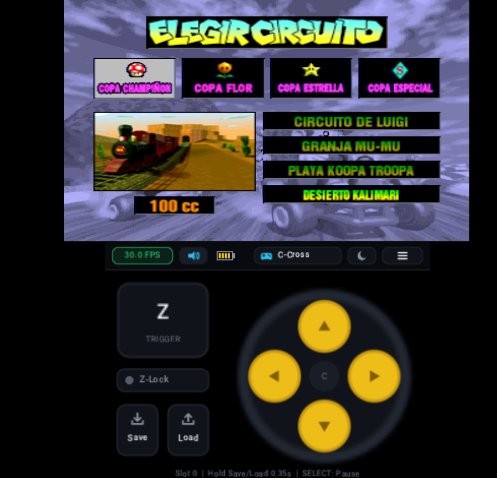 ELEGIR CIRCUITO
COPA CHAMPIÑON COPA FLOR COPA ESTRELLA COPA ESPECIAL
CIRCUITO DE LUIGI
GRANJA MU-MU
PLAYA KOOPA TROOPA
DESIERTO KALIMARI
100 cc
30.0 FPS C-Cross
Z
TRIGGER
C
Z-Lock
Save Load
Slot 0 | Hold Save/Load 0.35s | SELECT: Pause